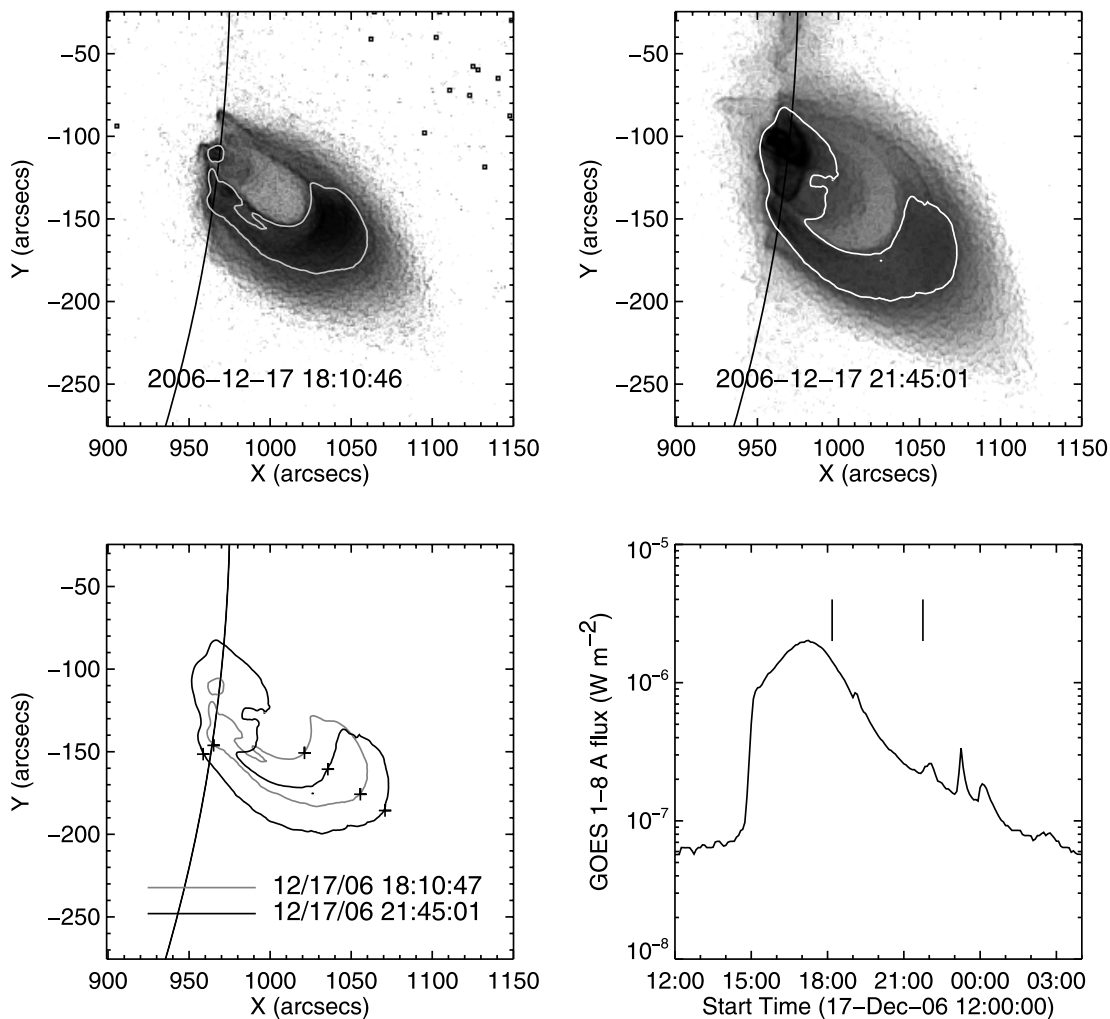 −50
−100
−150
−200
−250
Y (arcsecs)
2006−12−17 18:10:46
900 950 1000 1050 1100 1150
X (arcsecs)
−50
−100
−150
−200
−250
Y (arcsecs)
2006−12−17 21:45:01
900 950 1000 1050 1100 1150
X (arcsecs)
−50
−100
−150
−200
−250
Y (arcsecs)
12/17/06 18:10:47
12/17/06 21:45:01
900 950 1000 1050 1100 1150
X (arcsecs)
10⁻⁵
10⁻⁶
10⁻⁷
10⁻⁸
GOES 1−8 A flux (W m⁻²)
12:00 15:00 18:00 21:00 00:00 03:00
Start Time (17−Dec−06 12:00:00)